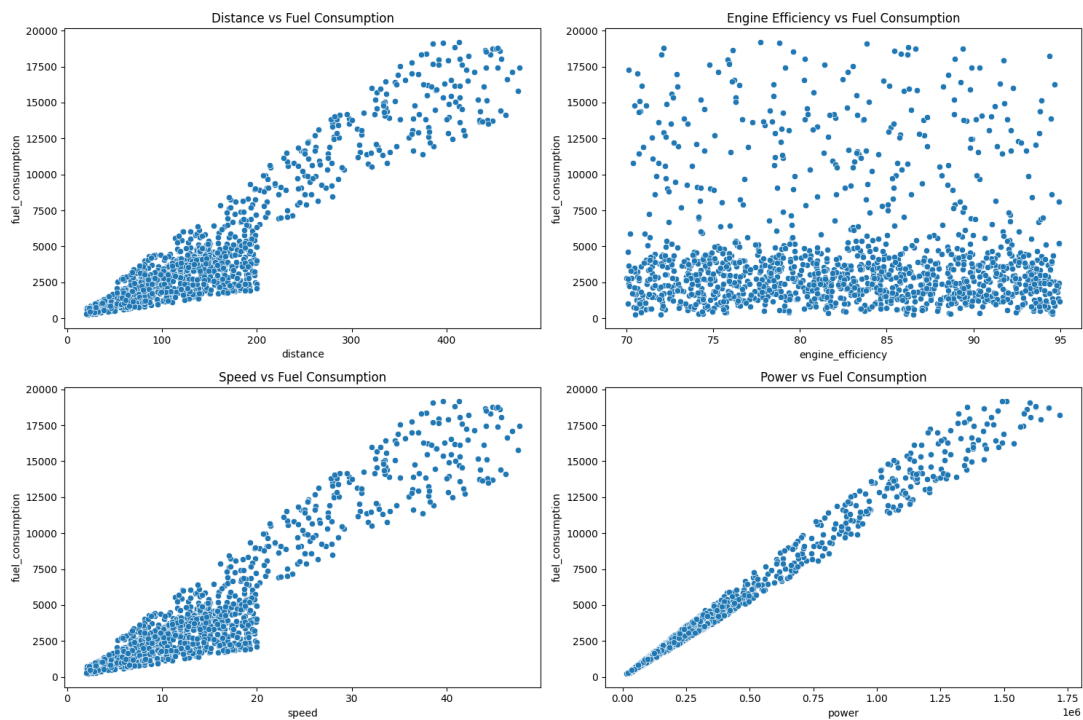 Distance vs Fuel Consumption
20000
17500
15000
12500
10000
7500
5000
2500
0
fuel_consumption
0 100 200 300 400
distance
Engine Efficiency vs Fuel Consumption
20000
17500
15000
12500
10000
7500
5000
2500
0
fuel_consumption
70 75 80 85 90 95
engine_efficiency
Speed vs Fuel Consumption
20000
17500
15000
12500
10000
7500
5000
2500
0
fuel_consumption
0 10 20 30 40
speed
Power vs Fuel Consumption
20000
17500
15000
12500
10000
7500
5000
2500
0
fuel_consumption
0.00 0.25 0.50 0.75 1.00 1.25 1.50 1.75
1e6
power